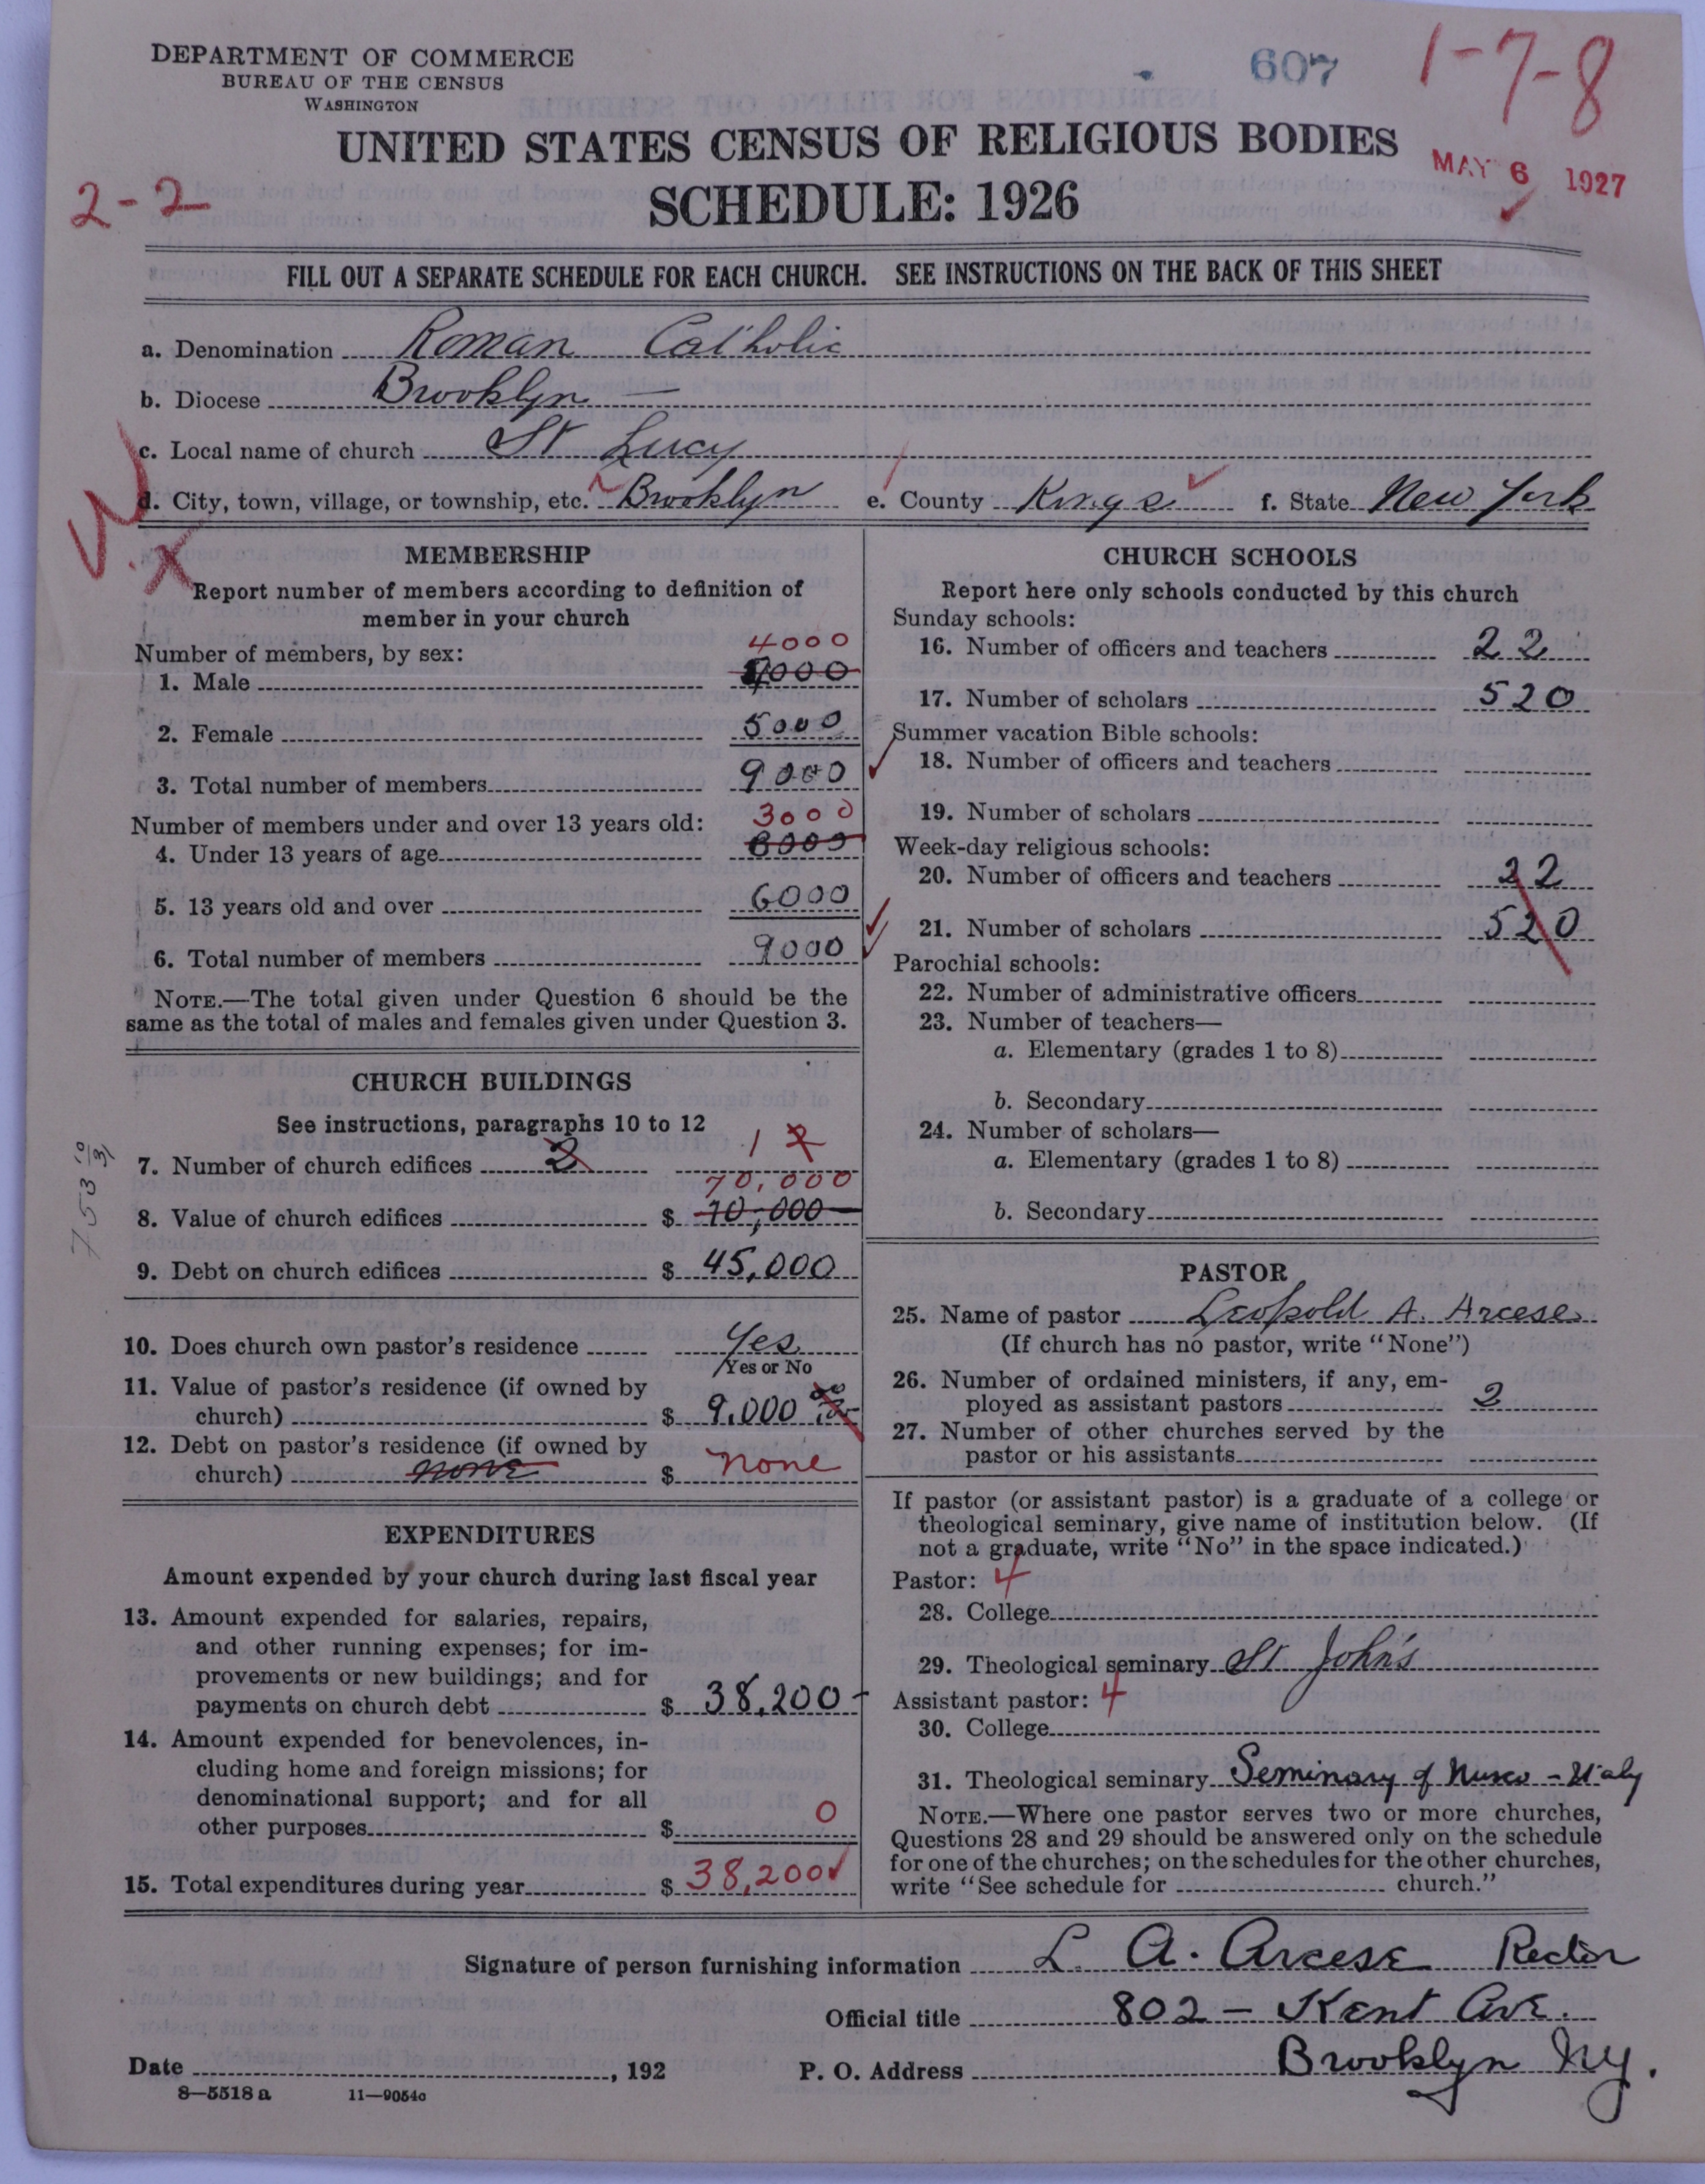 DEPARTMENT OF COMMERCE
BUREAU OF THE CENSUS
WASHINGTON
607
1-7-8
UNITED STATES CENSUS OF RELIGIOUS BODIES
MAY 6 1927
2-2
SCHEDULE: 1926
FILL OUT A SEPARATE SCHEDULE FOR EACH CHURCH. SEE INSTRUCTIONS ON THE BACK OF THIS SHEET
a. Denomination Roman Catholic
b. Diocese Brooklyn
c. Local name of church St Lucy
d. City, town, village, or township, etc. Brooklyn e. County Kings f. State New York
MEMBERSHIP
Report number of members according to definition of
member in your church
4000
Number of members, by sex:
1. Male 000
2. Female 5000
3. Total number of members 9000
3000
Number of members under and over 13 years old:
4. Under 13 years of age
5. 13 years old and over 6000
6. Total number of members 9000
NOTE.—The total given under Question 6 should be the
same as the total of males and females given under Question 3.
CHURCH BUILDINGS
See instructions, paragraphs 10 to 12
7. Number of church edifices 2 1 2
70,000
8. Value of church edifices $ 70,000
9. Debt on church edifices $ 45,000
10. Does church own pastor's residence Yes
Yes or No
11. Value of pastor's residence (if owned by
church) $ 9.000
12. Debt on pastor's residence (if owned by
church) none $ none
EXPENDITURES
Amount expended by your church during last fiscal year
13. Amount expended for salaries, repairs,
and other running expenses; for im-
provements or new buildings; and for
payments on church debt $ 38,200
14. Amount expended for benevolences, in-
cluding home and foreign missions; for
denominational support; and for all
other purposes $ 0
15. Total expenditures during year $ 38,200
CHURCH SCHOOLS
Report here only schools conducted by this church
Sunday schools:
16. Number of officers and teachers 22
17. Number of scholars 520
Summer vacation Bible schools:
18. Number of officers and teachers
19. Number of scholars
Week-day religious schools:
20. Number of officers and teachers 22
21. Number of scholars 520
Parochial schools:
22. Number of administrative officers
23. Number of teachers—
a. Elementary (grades 1 to 8)
b. Secondary
24. Number of scholars—
a. Elementary (grades 1 to 8)
b. Secondary
PASTOR
25. Name of pastor Leopold A. Arcese
(If church has no pastor, write "None")
26. Number of ordained ministers, if any, em-
ployed as assistant pastors 2
27. Number of other churches served by the
pastor or his assistants
If pastor (or assistant pastor) is a graduate of a college or
theological seminary, give name of institution below. (If
not a graduate, write "No" in the space indicated.)
Pastor: 4
28. College
29. Theological seminary St John's
Assistant pastor: 4
30. College
31. Theological seminary Seminary of Nusco - Italy
NOTE.—Where one pastor serves two or more churches,
Questions 28 and 29 should be answered only on the schedule
for one of the churches; on the schedules for the other churches,
write "See schedule for church."
Signature of person furnishing information L. A. Arcese Rector
Official title 802 - Kent Ave.
Date , 192 P. O. Address Brooklyn Ny.
8—5518 a 11—9054a